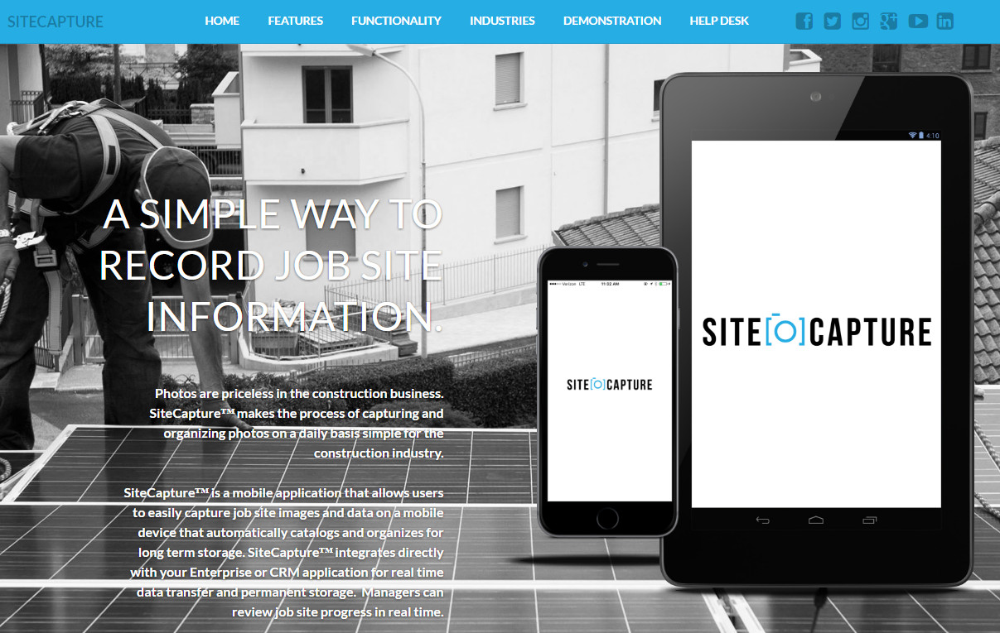 SITECAPTURE
HOME FEATURES FUNCTIONALITY INDUSTRIES DEMONSTRATION HELP DESK
A SIMPLE WAY TO
RECORD JOB SITE
INFORMATION.
Photos are priceless in the construction business.
SiteCapture™ makes the process of capturing and
organizing photos on a daily basis simple for the
construction industry.
SiteCapture™ is a mobile application that allows users
to easily capture job site images and data on a mobile
device that automatically catalogs and organizes for
long term storage. SiteCapture™ integrates directly
with your Enterprise or CRM application for real time
data transfer and permanent storage. Managers can
review job site progress in real time.
Verizon LTE 11:32 AM
SITE CAPTURE
4:10
SITE CAPTURE